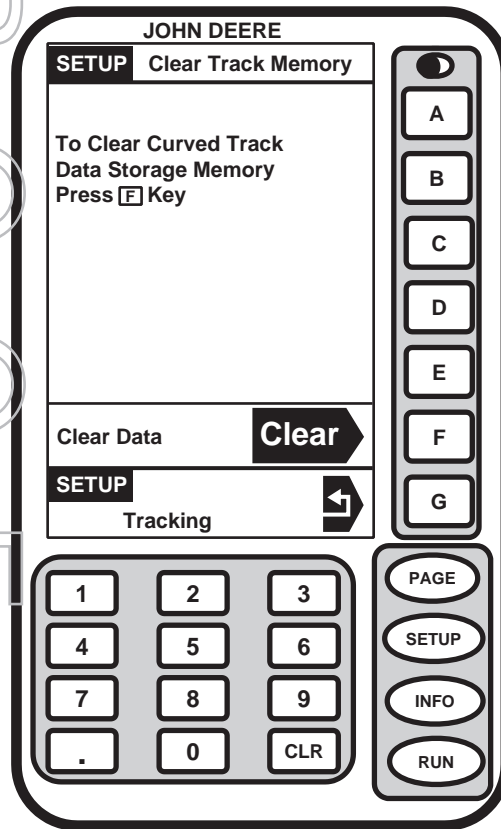 JOHN DEERE
SETUP Clear Track Memory
To Clear Curved Track
Data Storage Memory
Press F Key
Clear Data Clear
SETUP
Tracking
A
B
C
D
E
F
G
PAGE
SETUP
INFO
RUN
1 2 3
4 5 6
7 8 9
. 0 CLR